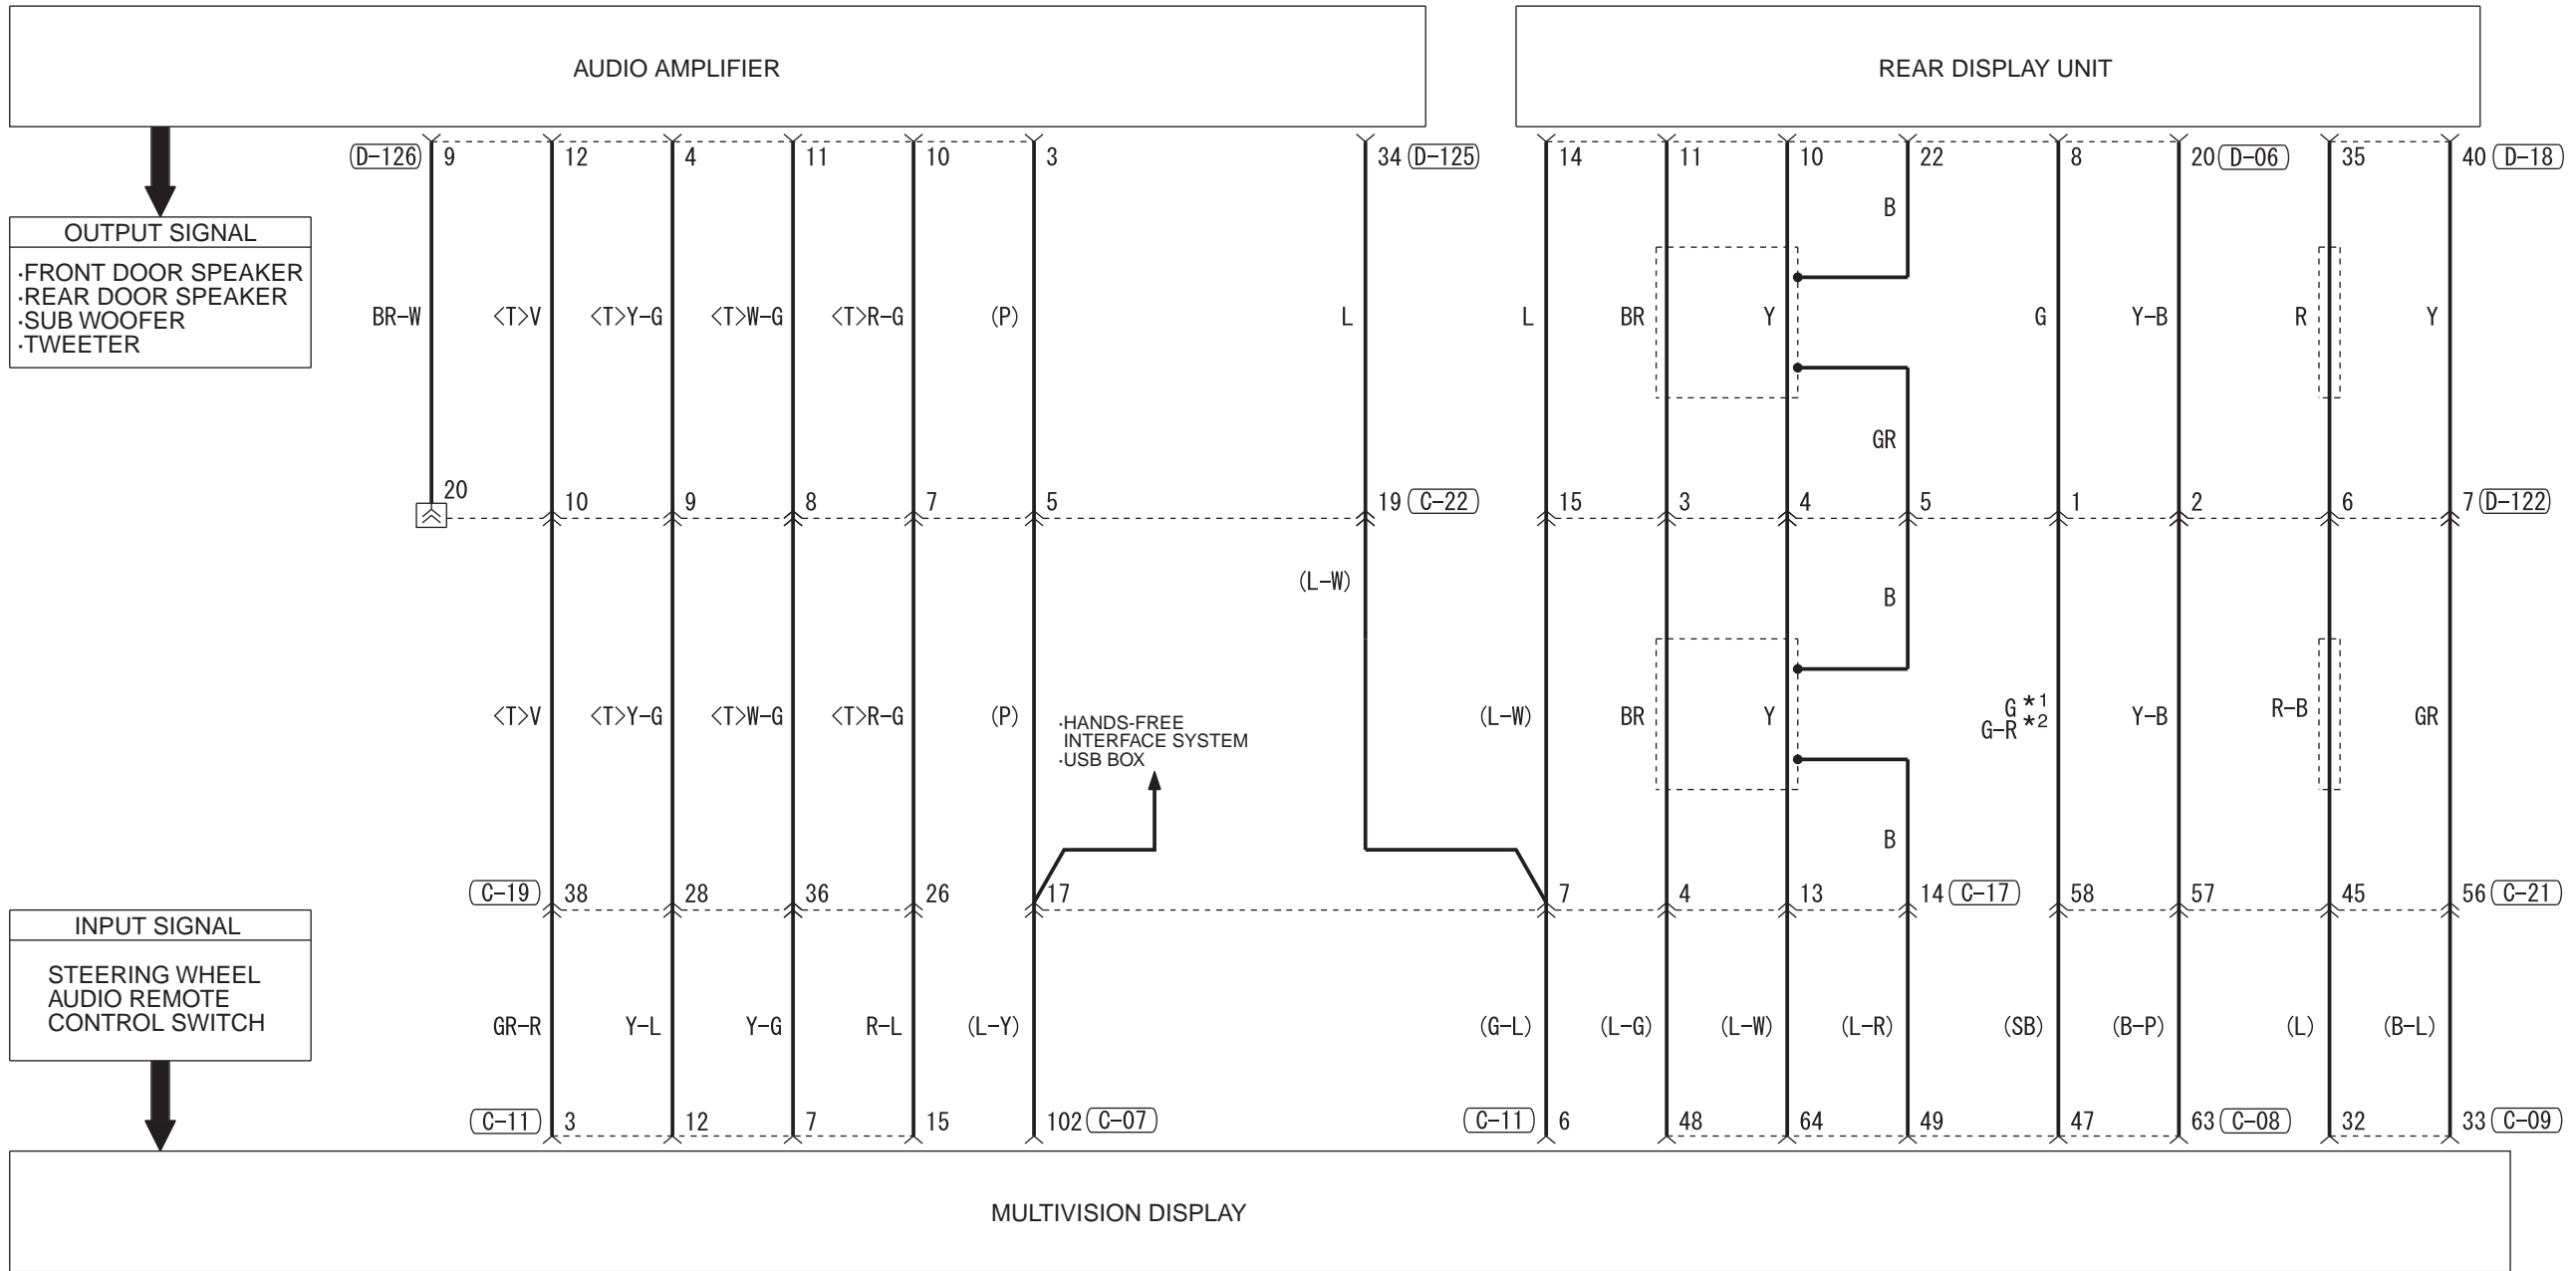 AUDIO AMPLIFIER
REAR DISPLAY UNIT
D-126 9 12 4 11 10 3 34 D-125 14 11 10 22 8 20 D-06 35 40 D-18
B
OUTPUT SIGNAL
·FRONT DOOR SPEAKER
·REAR DOOR SPEAKER
·SUB WOOFER
·TWEETER
BR-W <T>V <T>Y-G <T>W-G <T>R-G (P) L L BR Y G Y-B R Y
GR
20 10 9 8 7 5 19 C-22 15 3 4 5 1 2 6 7 D-122
(L-W)
B
<T>V <T>Y-G <T>W-G <T>R-G (P) (L-W) BR Y G *1 Y-B R-B GR
G-R *2
·HANDS-FREE
INTERFACE SYSTEM
·USB BOX
B
C-19 38 28 36 26 17 7 4 13 14 C-17 58 57 45 56 C-21
INPUT SIGNAL
STEERING WHEEL
AUDIO REMOTE
CONTROL SWITCH
GR-R Y-L Y-G R-L (L-Y) (G-L) (L-G) (L-W) (L-R) (SB) (B-P) (L) (B-L)
C-11 3 12 7 15 102 C-07 C-11 6 48 64 49 47 63 C-08 32 33 C-09
MULTIVISION DISPLAY